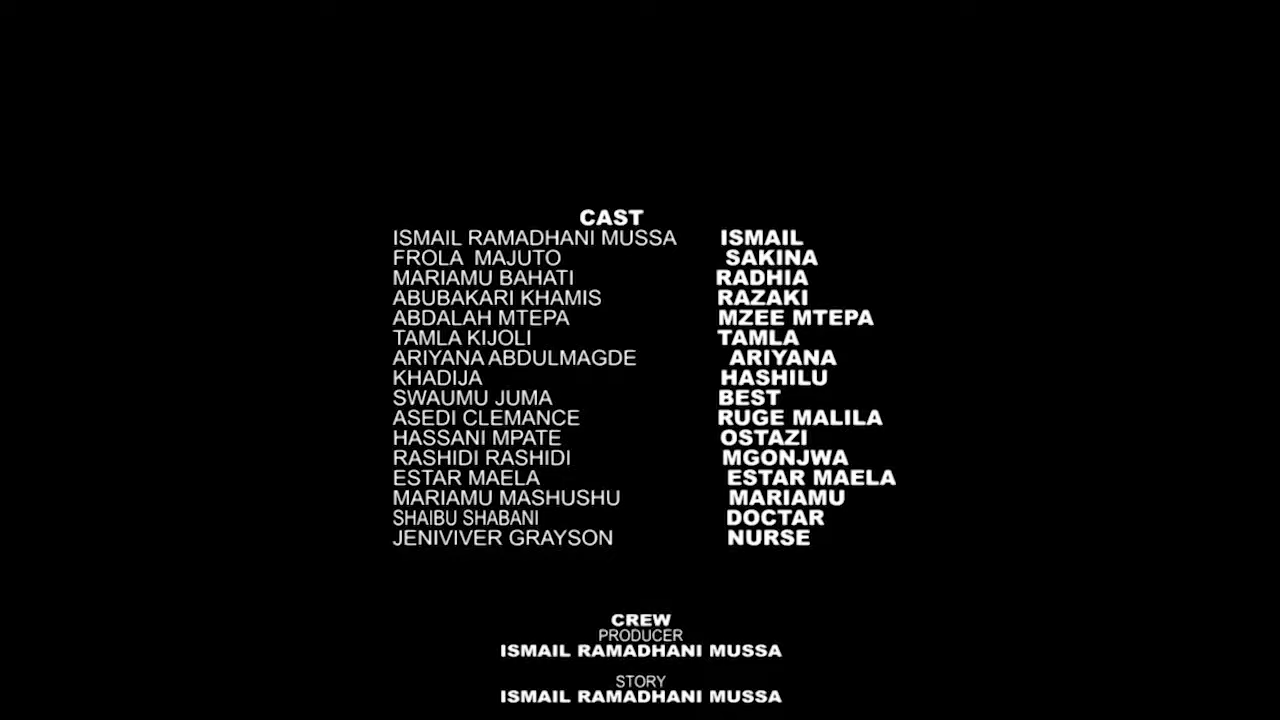 CAST
ISMAIL RAMADHANI MUSSA ISMAIL
FROLA MAJUTO SAKINA
MARIAMU BAHATI RADHIA
ABUBAKARI KHAMIS RAZAKI
ABDALAH MTEPA MZEE MTEPA
TAMLA KIJOLI TAMLA
ARIYANA ABDULMAGDE ARIYANA
KHADIJA HASHILU
SWAUMU JUMA BEST
ASEDI CLEMANCE RUGE MALILA
HASSANI MPATE OSTAZI
RASHIDI RASHIDI MGONJWA
ESTAR MAELA ESTAR MAELA
MARIAMU MASHUSHU MARIAMU
SHAIBU SHABANI DOCTAR
JENIVIVER GRAYSON NURSE
CREW
PRODUCER
ISMAIL RAMADHANI MUSSA
STORY
ISMAIL RAMADHANI MUSSA